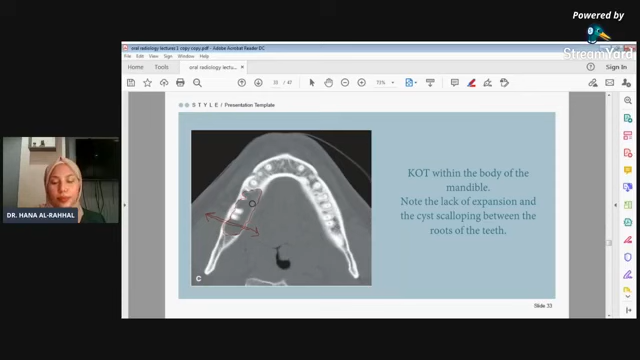 Powered by
StreamYard
oral radiology lecture 2 copy copy.pdf - Adobe Acrobat Reader DC
File Edit View Sign Window Help
Home Tools
oral radiology lecture2... ×
Sign In
/ 47
73%
STYLE / Presentation Template
KOT within the body of the
mandible.
Note the lack of expansion and
the cyst scalloping between the
roots of the teeth.
C
DR. HANA AL-RAHHAL
Slide 33